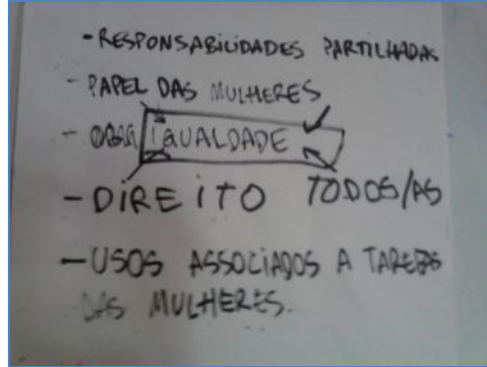 - RESPONSABILIDADES PARTILHADAS
- PAPEL DAS MULHERES
- IGUALDADE
- DIREITO TODOS/AS
- USOS ASSOCIADOS A TAREFAS
DAS MULHERES.